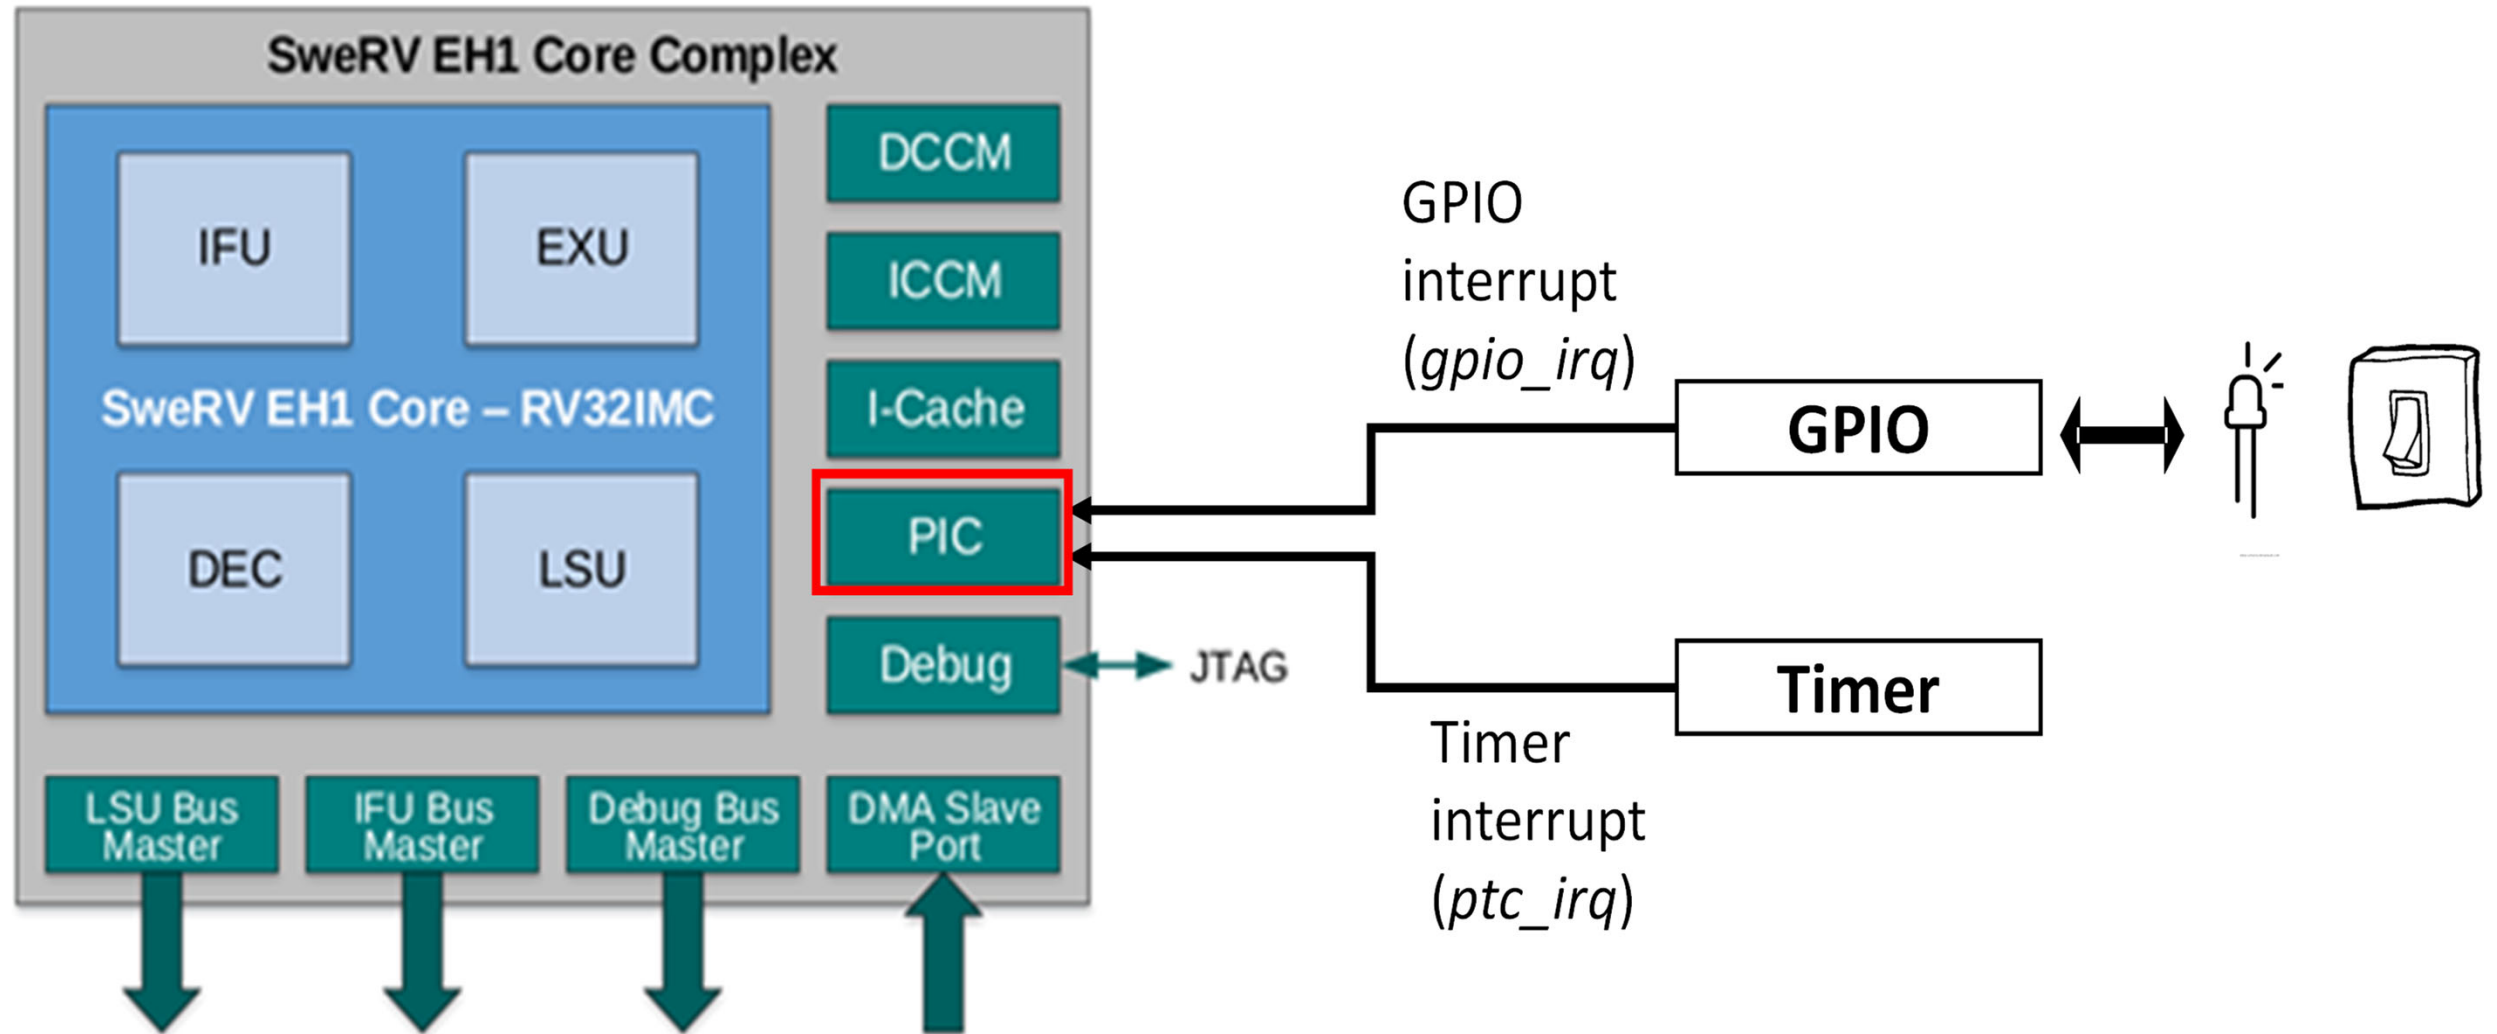 SweRV EH1 Core Complex
IFU
EXU
SweRV EH1 Core – RV32IMC
DEC
LSU
DCCM
ICCM
I-Cache
PIC
Debug
JTAG
LSU Bus
Master
IFU Bus
Master
Debug Bus
Master
DMA Slave
Port
GPIO
interrupt
(gpio_irq)
GPIO
Timer
Timer
interrupt
(ptc_irq)